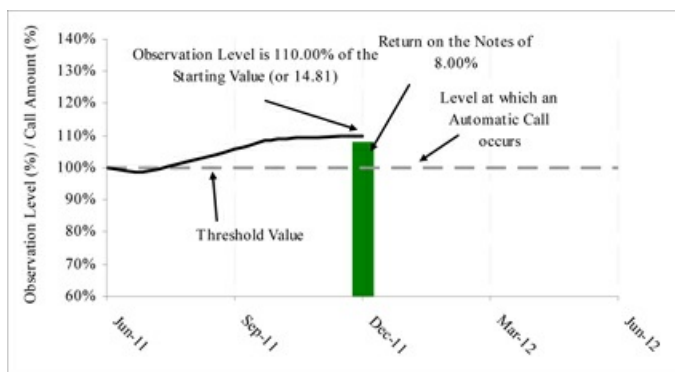 140%
130%
120%
110%
100%
90%
80%
70%
60%
Observation Level (%) / Call Amount (%)
Observation Level is 110.00% of the
Starting Value (or 14.81)
Return on the Notes of
8.00%
Level at which an
Automatic Call
occurs
Threshold Value
Jun-11
Sep-11
Dec-11
Mar-12
Jun-12